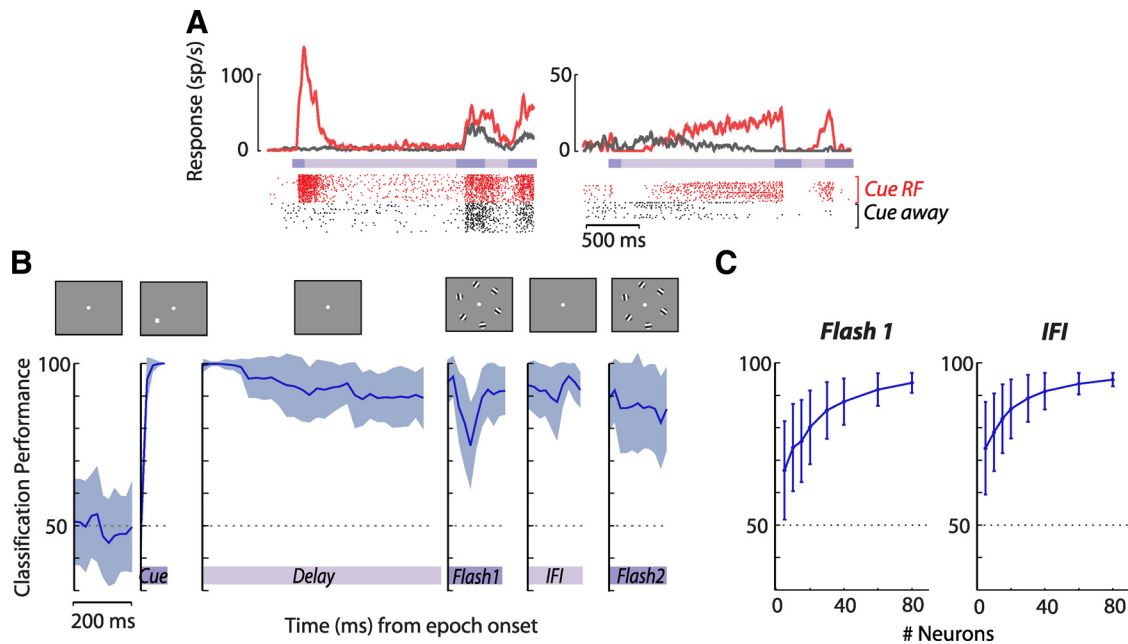 A
Response (sp/s)
100
0
50
0
Cue RF
Cue away
500 ms
B
Classification Performance
100
50
Cue
Delay
Flash1
IFI
Flash2
200 ms
Time (ms) from epoch onset
C
Flash 1
100
50
0 40 80
IFI
100
50
0 40 80
# Neurons